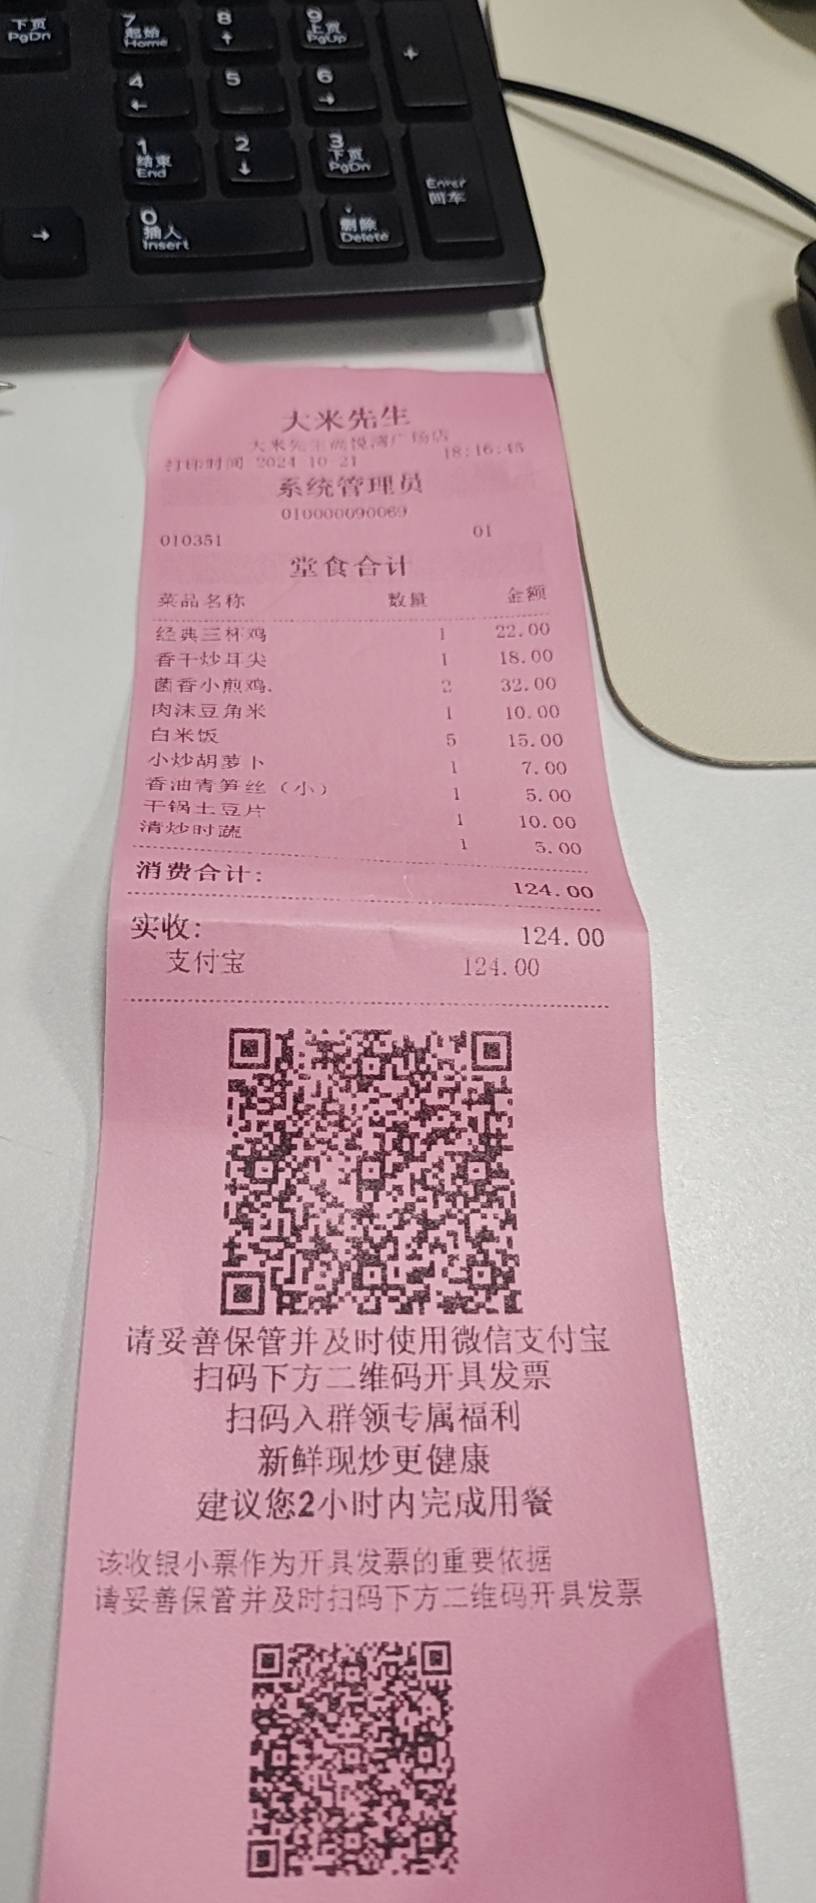 下页
PgDn
7
起始
Home
8
↑
9
上页
PgUp
+
4
←
5
6
→
1
结束
End
2
↓
3
下页
PgDn
Enter
回车
→
0
插入
Insert
.
删除
Delete
大米先生
大米先生尚悦湾广场店
打印时间 2024-10-21 18:16:45
系统管理员
010000090069
010351 01
堂食合计
菜品名称 数量 金额
经典三杯鸡 1 22.00
香干炒耳尖 1 18.00
茴香小煎鸡. 2 32.00
肉沫豆角米 1 10.00
白米饭 5 15.00
小炒胡萝卜 1 7.00
香油青笋丝（小） 1 5.00
干锅土豆片 1 10.00
清炒时蔬 1 5.00
消费合计: 124.00
实收: 124.00
支付宝 124.00
请妥善保管并及时使用微信支付宝
扫码下方二维码开具发票
扫码入群领专属福利
新鲜现炒更健康
建议您2小时内完成用餐
该收银小票作为开具发票的重要依据
请妥善保管并及时扫码下方二维码开具发票